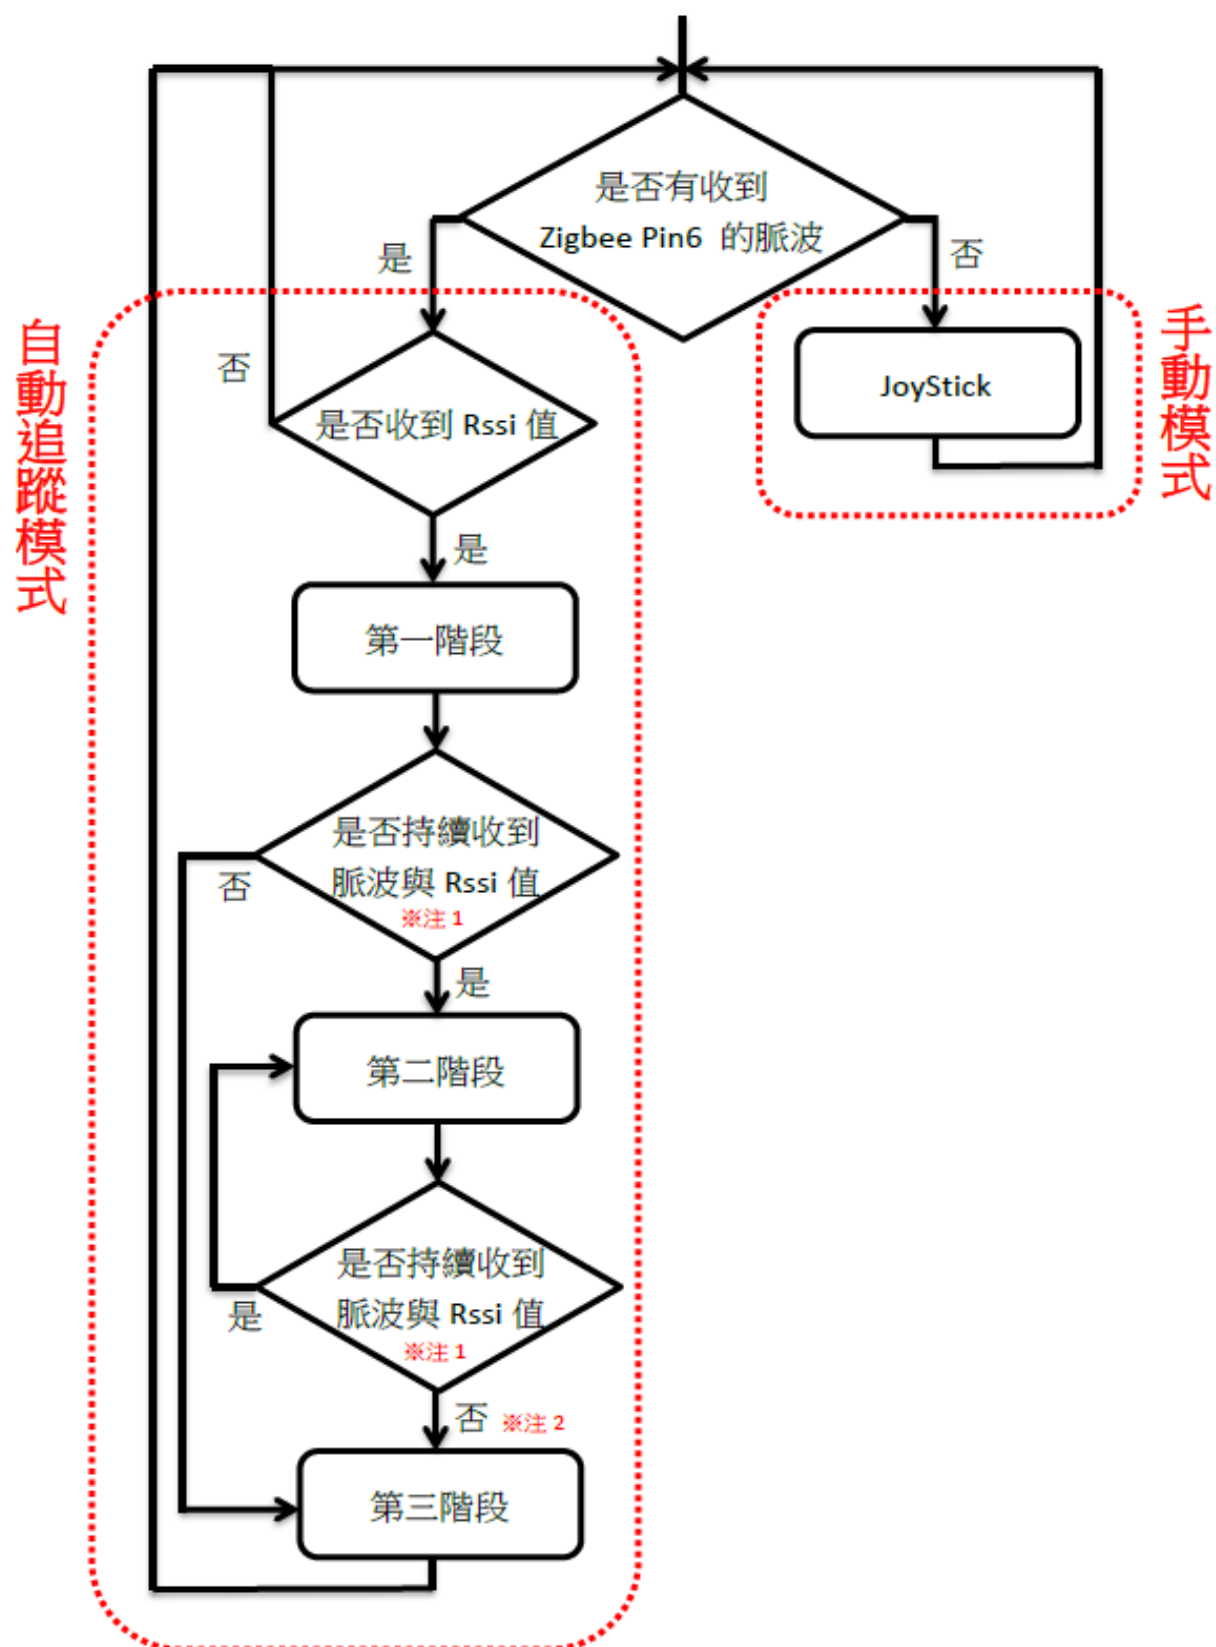 是否有收到
Zigbee Pin6 的脈波
是
否
自動追蹤模式
手動模式
JoyStick
否
是否收到 Rssi 值
是
第一階段
是否持續收到
脈波與 Rssi 值
※注 1
否
是
第二階段
是否持續收到
脈波與 Rssi 值
※注 1
是
否 ※注 2
第三階段